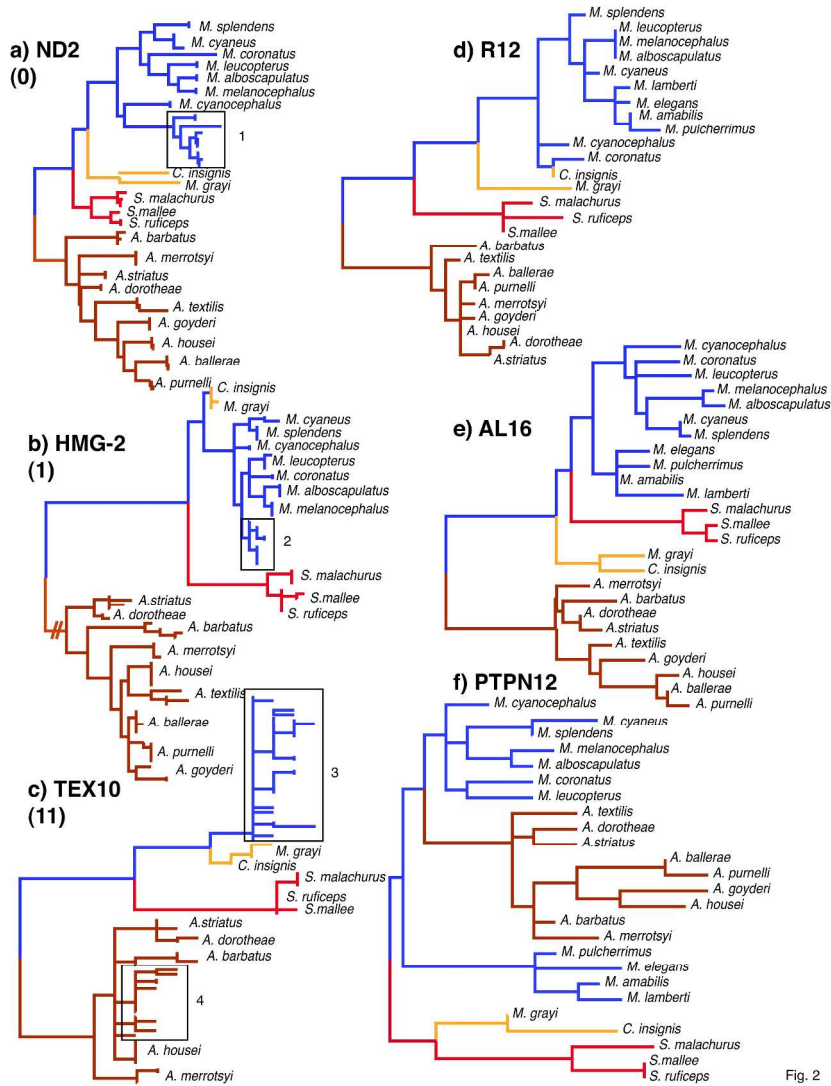 a) ND2
(0)
M. splendens
M. cyaneus
M. coronatus
M. leucopterus
M. alboscapulatus
M. melanocephalus
M. cyanocephalus
1
C. insignis
M. grayi
S. malachurus
S.mallee
S. ruficeps
A. barbatus
A. merrotsyi
A.striatus
A. dorotheae
A. textilis
A. goyderi
A. housei
A. ballerae
A. purnelli
b) HMG-2
(1)
C. insignis
M. grayi
M. cyaneus
M. splendens
M. cyanocephalus
M. leucopterus
M. coronatus
M. alboscapulatus
M. melanocephalus
2
S. malachurus
S.mallee
S. ruficeps
A.striatus
A. dorotheae
A. barbatus
A. merrotsyi
A. housei
A. textilis
A. ballerae
A. purnelli
A. goyderi
c) TEX10
(11)
3
M. grayi
C. insignis
S. malachurus
S. ruficeps
S.mallee
A.striatus
A. dorotheae
A. barbatus
4
A. housei
A. merrotsyi
d) R12
M. splendens
M. leucopterus
M. melanocephalus
M. alboscapulatus
M. cyaneus
M. lamberti
M. elegans
M. amabilis
M. pulcherrimus
M. cyanocephalus
M. coronatus
C. insignis
M. grayi
S. malachurus
S. ruficeps
S.mallee
A. barbatus
A. textilis
A. ballerae
A. purnelli
A. merrotsyi
A. goyderi
A. housei
A. dorotheae
A.striatus
e) AL16
M. cyanocephalus
M. coronatus
M. leucopterus
M. melanocephalus
M. alboscapulatus
M. cyaneus
M. splendens
M. elegans
M. pulcherrimus
M. amabilis
M. lamberti
S. malachurus
S.mallee
S. ruficeps
M. grayi
C. insignis
A. merrotsyi
A. barbatus
A. dorotheae
A.striatus
A. textilis
A. goyderi
A. housei
A. ballerae
A. purnelli
f) PTPN12
M. cyanocephalus
M. cyaneus
M. splendens
M. melanocephalus
M. alboscapulatus
M. coronatus
M. leucopterus
A. textilis
A. dorotheae
A.striatus
A. ballerae
A. purnelli
A. goyderi
A. housei
A. barbatus
A. merrotsyi
M. pulcherrimus
M. elegans
M. amabilis
M. lamberti
M. grayi
C. insignis
S. malachurus
S.mallee
S. ruficeps
Fig. 2